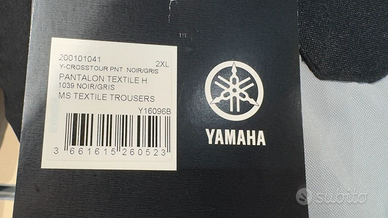 200101041 2XL
Y-CROSSTOUR PNT NOIR/GRIS
PANTALON TEXTILE H
1039 NOIR/GRIS
MS TEXTILE TROUSERS
Y16096B
3 661615 260523
YAMAHA
subito